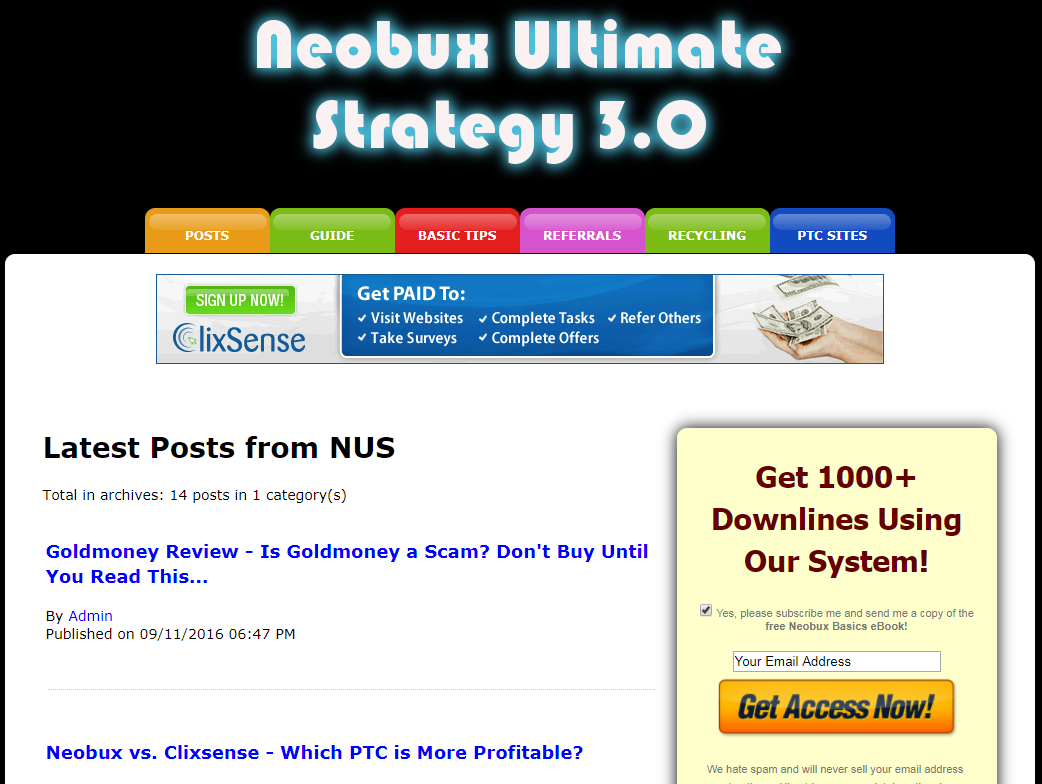 Neobux Ultimate
Strategy 3.0
POSTS
GUIDE
BASIC TIPS
REFERRALS
RECYCLING
PTC SITES
SIGN UP NOW!
ClixSense
Get PAID To:
Visit Websites
Complete Tasks
Refer Others
Take Surveys
Complete Offers
Latest Posts from NUS
Total in archives: 14 posts in 1 category(s)
Goldmoney Review - Is Goldmoney a Scam? Don't Buy Until
You Read This...
By Admin
Published on 09/11/2016 06:47 PM
Neobux vs. Clixsense - Which PTC is More Profitable?
Get 1000+
Downlines Using
Our System!
Yes, please subscribe me and send me a copy of the
free Neobux Basics eBook!
Your Email Address
Get Access Now!
We hate spam and will never sell your email address